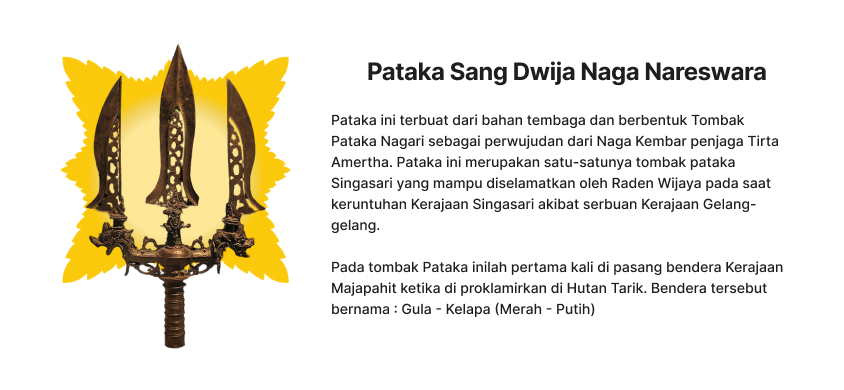 Pataka Sang Dwija Naga Nareswara
Pataka ini terbuat dari bahan tembaga dan berbentuk Tombak
Pataka Nagari sebagai perwujudan dari Naga Kembar penjaga Tirta
Amertha. Pataka ini merupakan satu-satunya tombak pataka
Singasari yang mampu diselamatkan oleh Raden Wijaya pada saat
keruntuhan Kerajaan Singasari akibat serbuan Kerajaan Gelang-
gelang.
Pada tombak Pataka inilah pertama kali di pasang bendera Kerajaan
Majapahit ketika di proklamirkan di Hutan Tarik. Bendera tersebut
bernama : Gula - Kelapa (Merah - Putih)